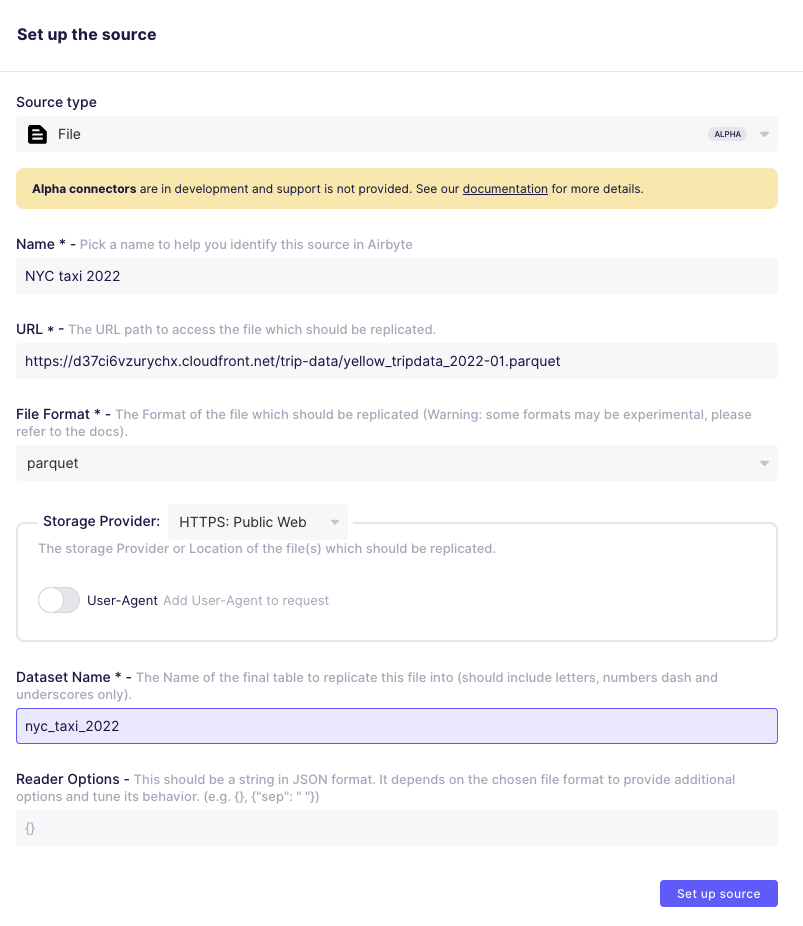 Set up the source
Source type
File ALPHA
Alpha connectors are in development and support is not provided. See our documentation for more details.
Name * - Pick a name to help you identify this source in Airbyte
NYC taxi 2022
URL * - The URL path to access the file which should be replicated.
https://d37ci6vzurychx.cloudfront.net/trip-data/yellow_tripdata_2022-01.parquet
File Format * - The Format of the file which should be replicated (Warning: some formats may be experimental, please
refer to the docs).
parquet
Storage Provider: HTTPS: Public Web
The storage Provider or Location of the file(s) which should be replicated.
User-Agent Add User-Agent to request
Dataset Name * - The Name of the final table to replicate this file into (should include letters, numbers dash and
underscores only).
nyc_taxi_2022
Reader Options - This should be a string in JSON format. It depends on the chosen file format to provide additional
options and tune its behavior. (e.g. {}, {"sep": " "})
{}
Set up source